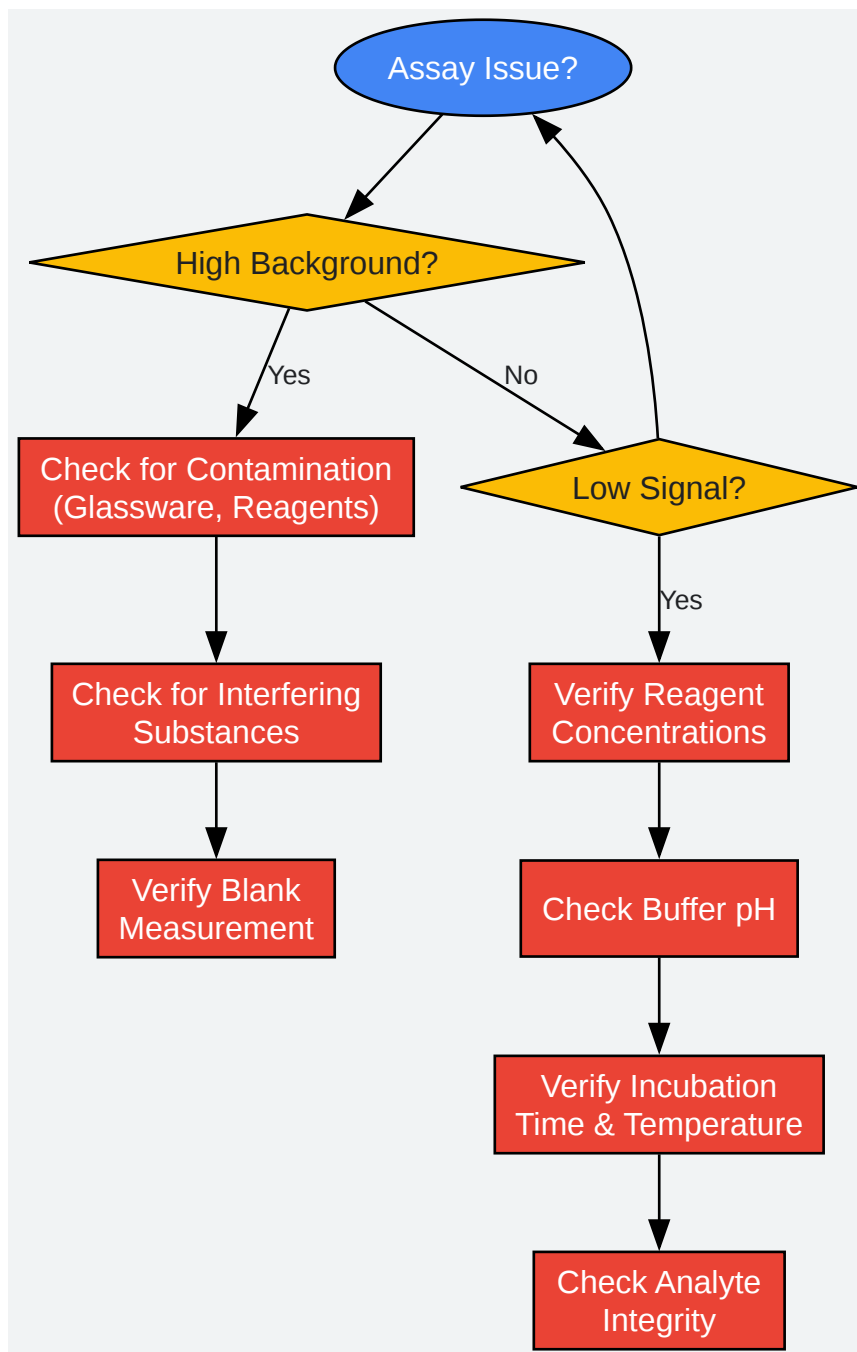 Assay Issue?
High Background?
Yes
No
Check for Contamination
(Glassware, Reagents)
Low Signal?
Yes
Check for Interfering
Substances
Verify Reagent
Concentrations
Verify Blank
Measurement
Check Buffer pH
Verify Incubation
Time & Temperature
Check Analyte
Integrity